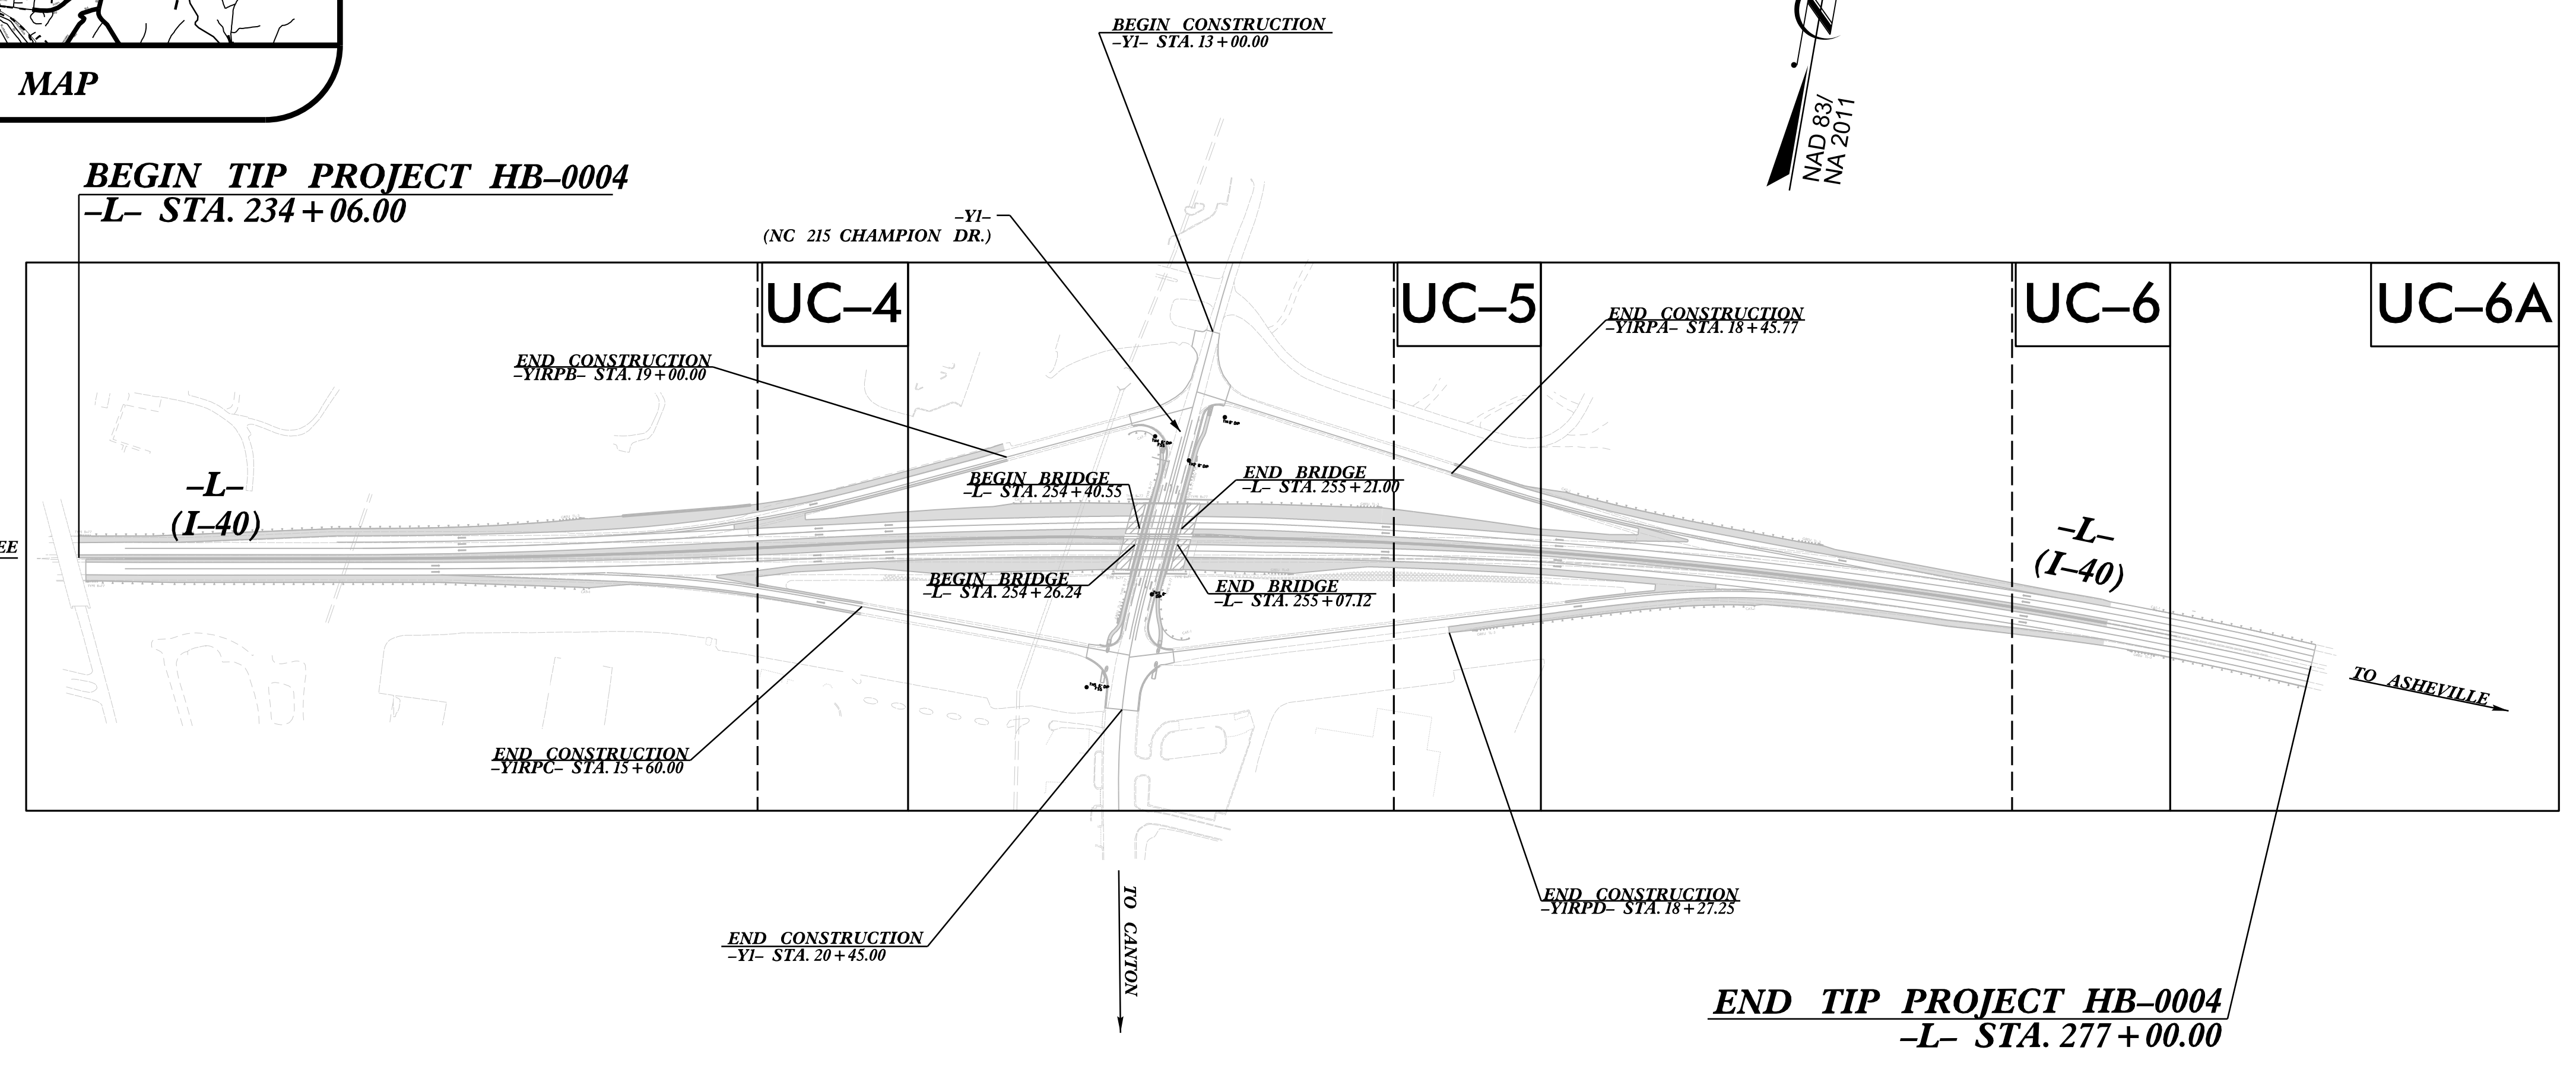 MAP
BEGIN CONSTRUCTION
–Y1– STA. 13+00.00
NAD 83/
NA 2011
BEGIN TIP PROJECT HB–0004
–L– STA. 234+06.00
–Y1–
(NC 215 CHAMPION DR.)
UC–4
UC–5
UC–6
UC–6A
END CONSTRUCTION
–Y1RPA– STA. 18+45.77
END CONSTRUCTION
–Y1RPB– STA. 19+00.00
BEGIN BRIDGE
–L– STA. 254+40.55
END BRIDGE
–L– STA. 255+21.00
–L–
(I–40)
–L–
(I–40)
EE
BEGIN BRIDGE
–L– STA. 254+26.24
END BRIDGE
–L– STA. 255+07.12
TO ASHEVILLE
END CONSTRUCTION
–Y1RPC– STA. 15+60.00
END CONSTRUCTION
–Y1RPD– STA. 18+27.25
TO CANTON
END CONSTRUCTION
–Y1– STA. 20+45.00
END TIP PROJECT HB–0004
–L– STA. 277+00.00